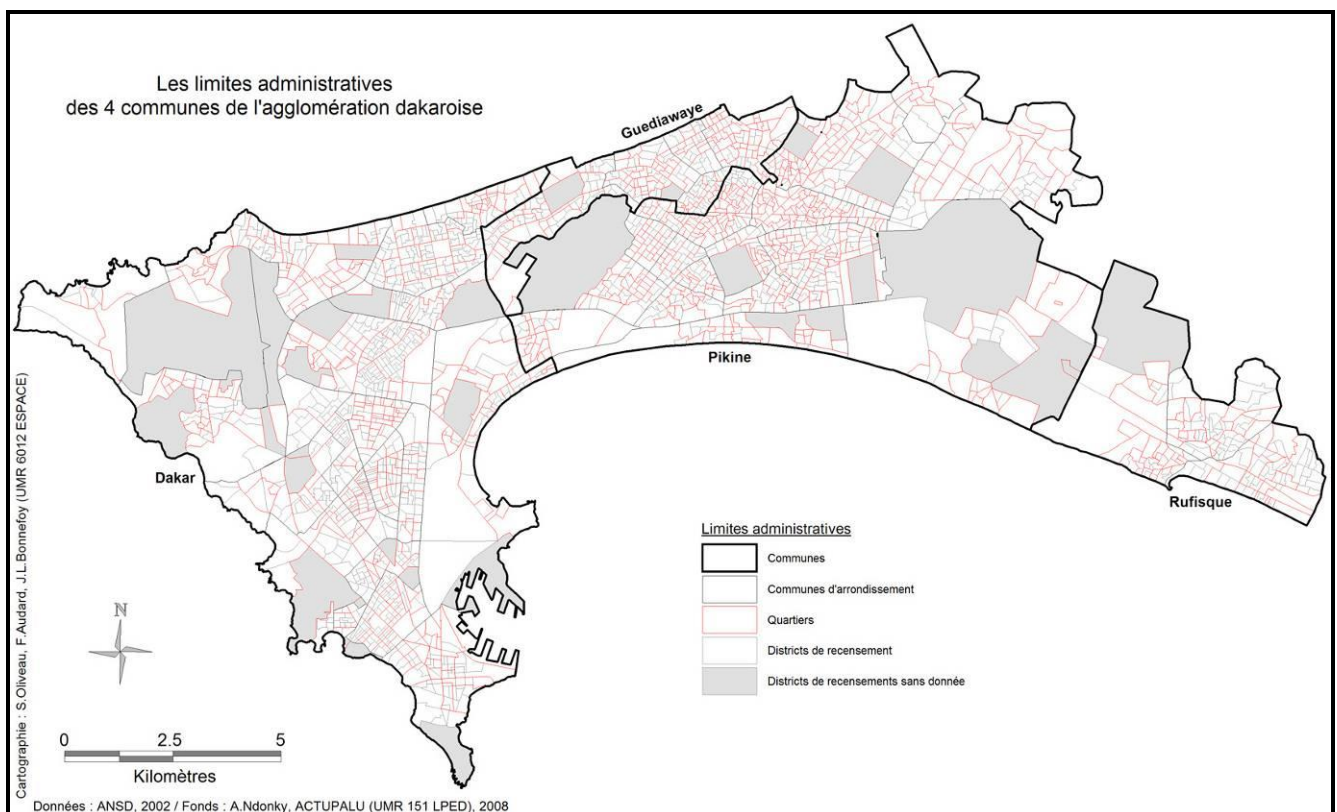 Les limites administratives
des 4 communes de l'agglomération dakaroise
Guediawaye
Pikine
Dakar
Rufisque
Limites administratives
Communes
Communes d'arrondissement
Quartiers
Districts de recensement
Districts de recensements sans donnée
N
0 2.5 5
Kilomètres
Cartographie : S.Oliveau, F.Audard, J.L.Bonnefoy (UMR 6012 ESPACE)
Données : ANSD, 2002 / Fonds : A.Ndonky, ACTUPALU (UMR 151 LPED), 2008